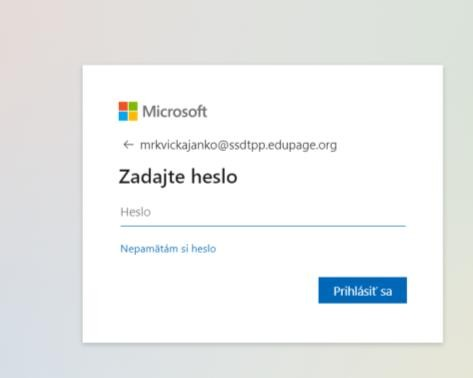 Microsoft
← mrkvickajanko@ssdtpp.edupage.org
Zadajte heslo
Heslo
Nepamätám si heslo
Prihlásiť sa